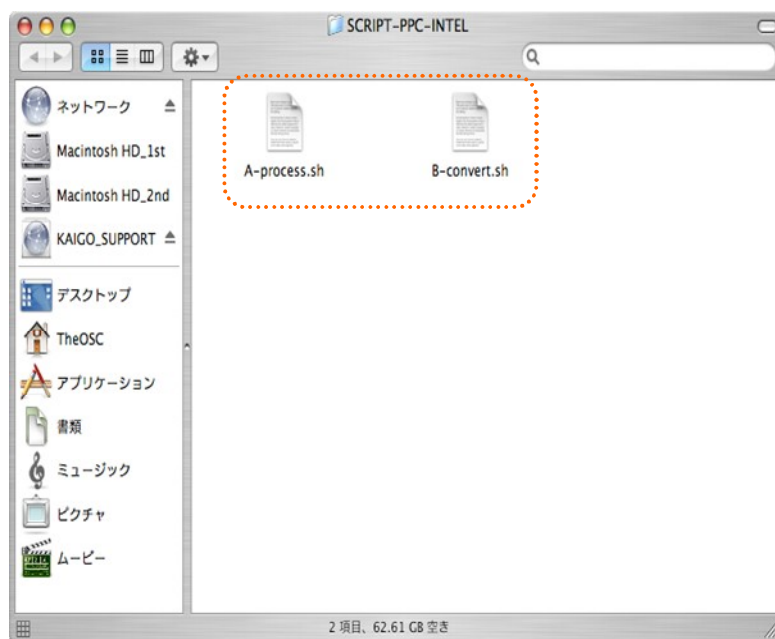 SCRIPT-PPC-INTEL
ネットワーク
Macintosh HD_1st
Macintosh HD_2nd
KAIGO_SUPPORT
デスクトップ
TheOSC
アプリケーション
書類
ミュージック
ピクチャ
ムービー
A-process.sh
B-convert.sh
2 項目、62.61 GB 空き